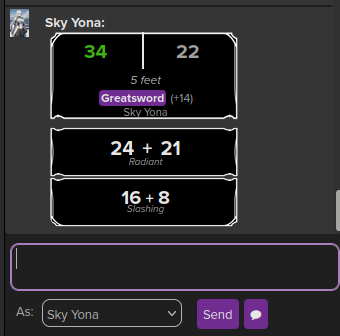 Sky Yona:
34 22
5 feet
Greatsword (+14)
Sky Yona
24 + 21
Radiant
16 + 8
Slashing
As: Sky Yona Send